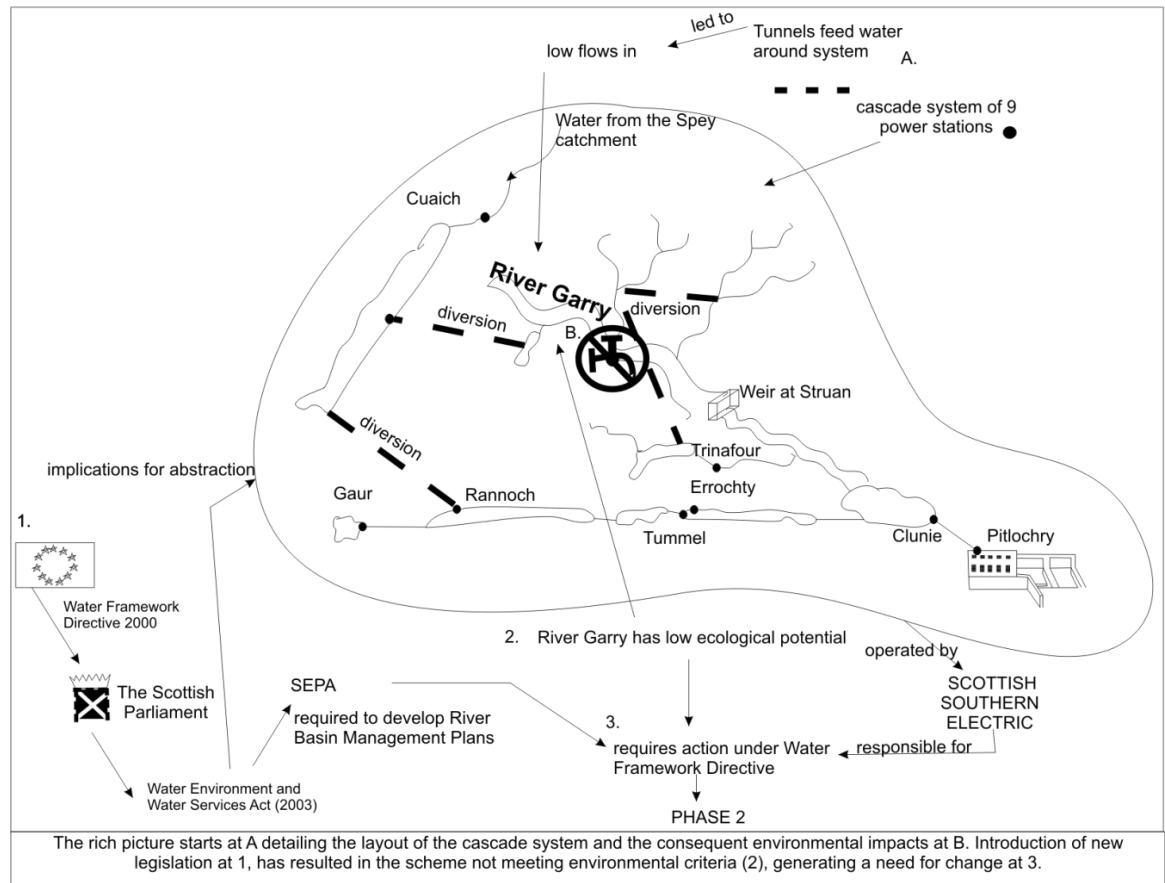 led to
Tunnels feed water
around system
A.
low flows in
cascade system of 9
power stations
Water from the Spey
catchment
Cuaich
River Garry
diversion
diversion
B.
Weir at Struan
diversion
Trinafour
implications for abstraction
Errochty
Gaur
Rannoch
1.
Tummel
Clunie
Pitlochry
Water Framework
Directive 2000
2. River Garry has low ecological potential
operated by
The Scottish
Parliament
SEPA
required to develop River
Basin Management Plans
SCOTTISH
SOUTHERN
ELECTRIC
3.
requires action under Water
Framework Directive
responsible for
Water Environment and
Water Services Act (2003)
PHASE 2
The rich picture starts at A detailing the layout of the cascade system and the consequent environmental impacts at B. Introduction of new
legislation at 1, has resulted in the scheme not meeting environmental criteria (2), generating a need for change at 3.